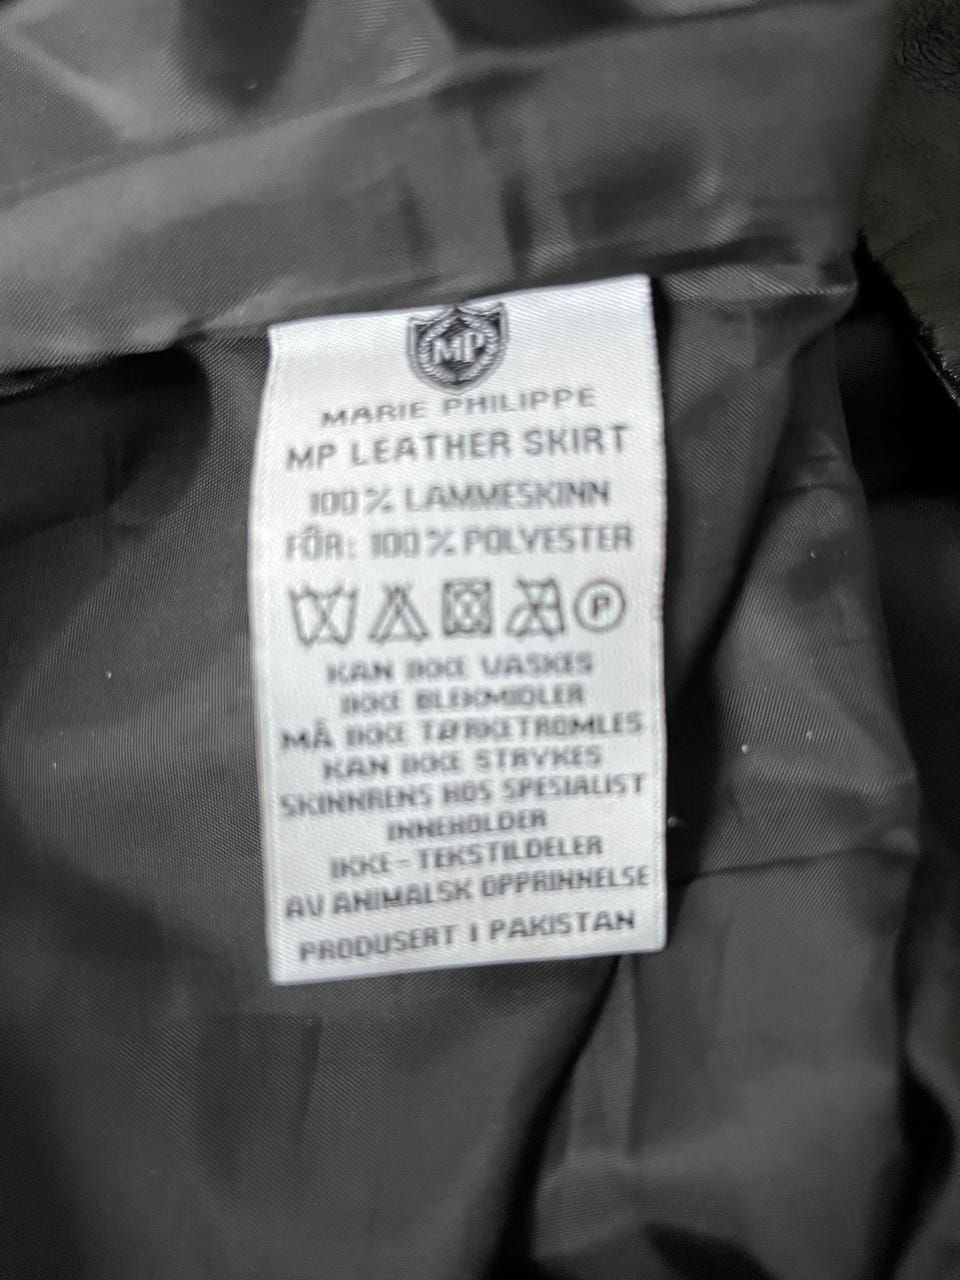 MP
MARIE PHILIPPE
MP LEATHER SKIRT
100% LAMMESKINN
FÔR: 100% POLYESTER
P
KAN IKKE VASKES
IKKE BLEKMIDLER
MÅ IKKE TØRKETROMLES
KAN IKKE STRYKES
SKINNRENS HOS SPESIALIST
INNEHOLDER
IKKE-TEKSTILDELER
AV ANIMALSK OPPRINNELSE
PRODUSERT I PAKISTAN